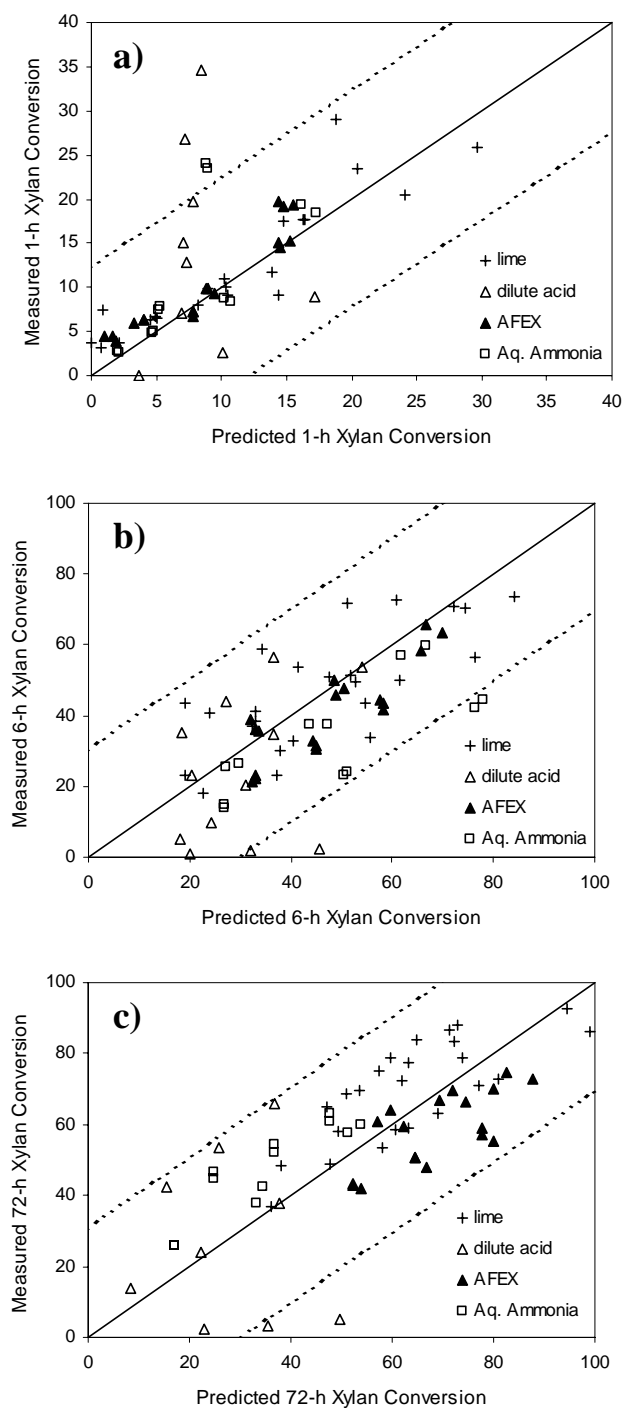 a)
Measured 1-h Xylan Conversion
40
35
30
25
20
15
10
5
0
lime
dilute acid
AFEX
Aq. Ammonia
0 5 10 15 20 25 30 35 40
Predicted 1-h Xylan Conversion
b)
Measured 6-h Xylan Conversion
100
80
60
40
20
0
lime
dilute acid
AFEX
Aq. Ammonia
0 20 40 60 80 100
Predicted 6-h Xylan Conversion
c)
Measured 72-h Xylan Conversion
100
80
60
40
20
0
lime
dilute acid
AFEX
Aq. Ammonia
0 20 40 60 80 100
Predicted 72-h Xylan Conversion